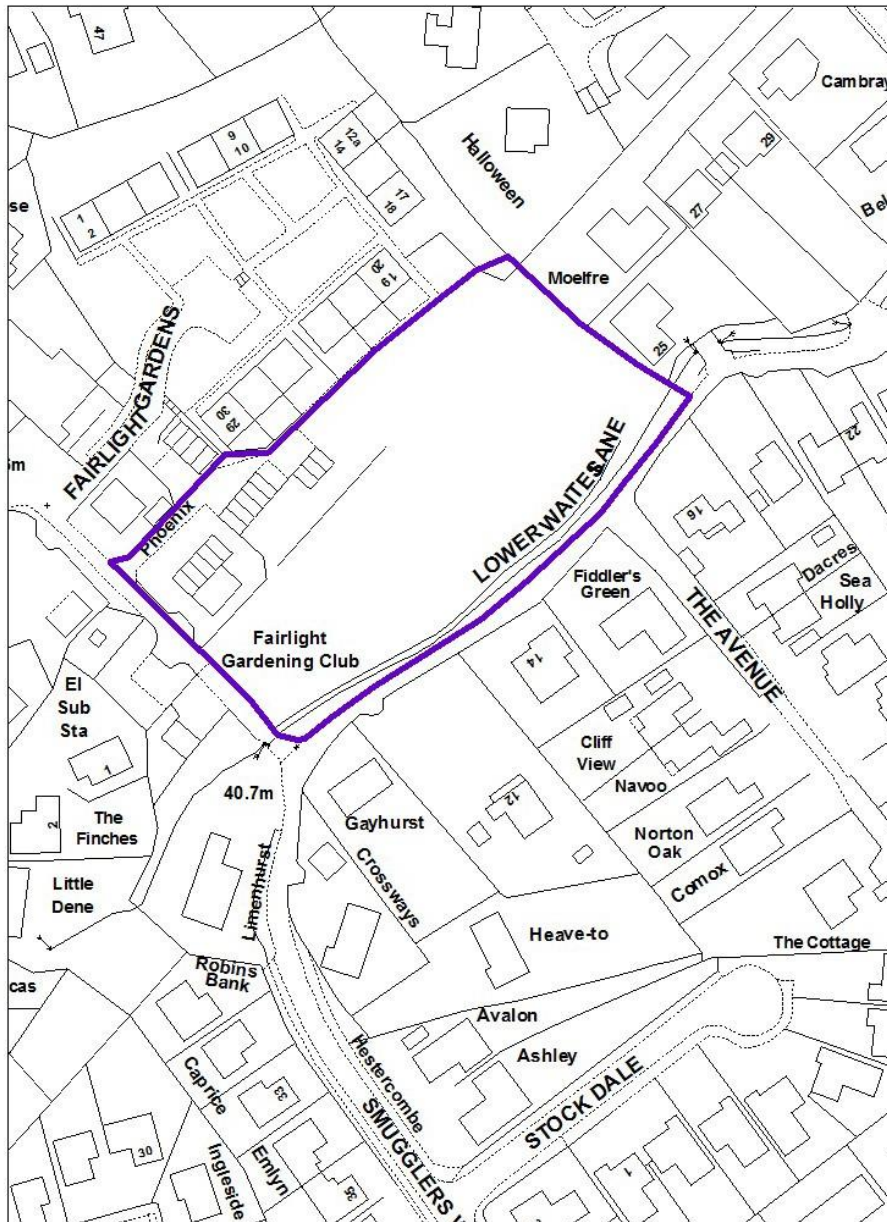 47
Cambray
9
10
12a
14
Halloween
29
17
18
27
1
2
se
20
19
Moelfre
25
FAIRLIGHT GARDENS
30
29
22
Phoenix
LOWER WAITES LANE
16
Fiddler's
Green
Dacres
Sea
Holly
THE AVENUE
Fairlight
Gardening Club
14
El
Sub
Sta
Cliff
View
Navoo
1
40.7m
12
Gayhurst
2
The
Finches
Norton
Oak
Comox
Limenhurst
Crossways
Little
Dene
Heave-to
The Cottage
Robins
Bank
cas
Avalon
Ashley
Caprice
33
Hestercombe
STOCK DALE
SMUGGLERS
30
Ingleside
Emlyn
35
1